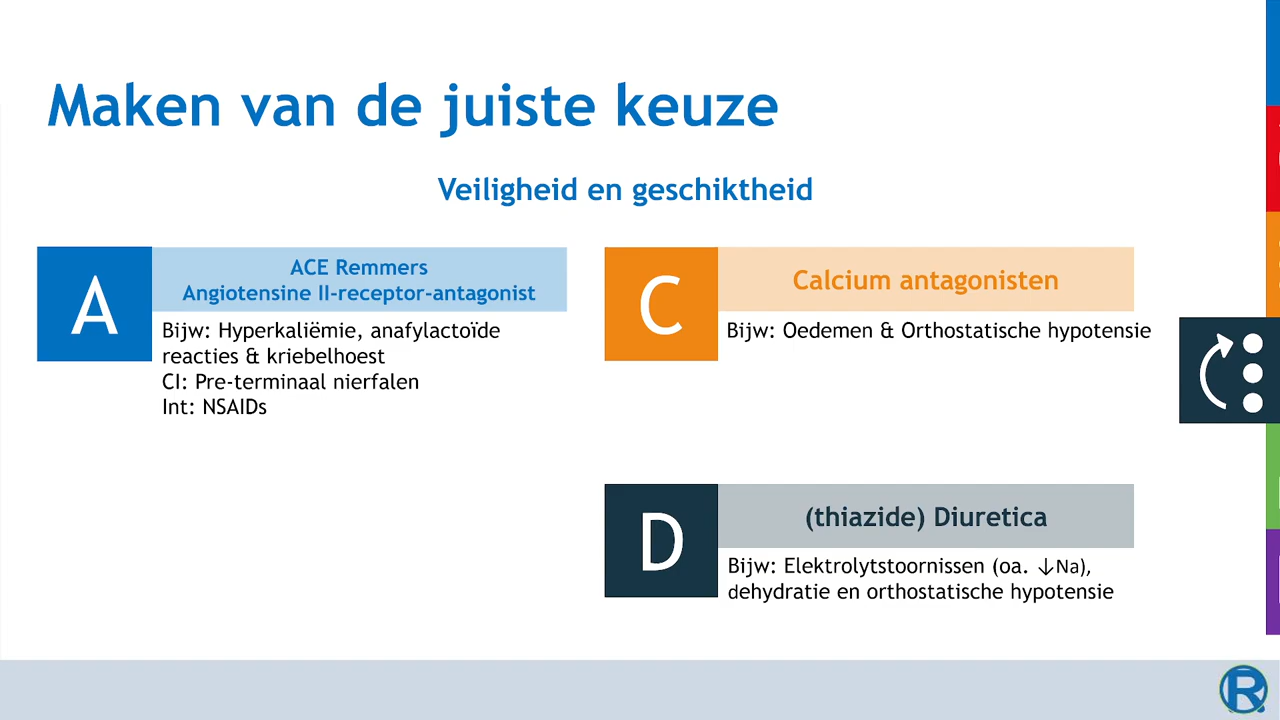 Maken van de juiste keuze
Veiligheid en geschiktheid
A
ACE Remmers
Angiotensine II-receptor-antagonist
Bijw: Hyperkaliëmie, anafylactoïde
reacties & kriebelhoest
CI: Pre-terminaal nierfalen
Int: NSAIDs
C
Calcium antagonisten
Bijw: Oedemen & Orthostatische hypotensie
D
(thiazide) Diuretica
Bijw: Elektrolytstoornissen (oa. ↓Na),
dehydratie en orthostatische hypotensie
R